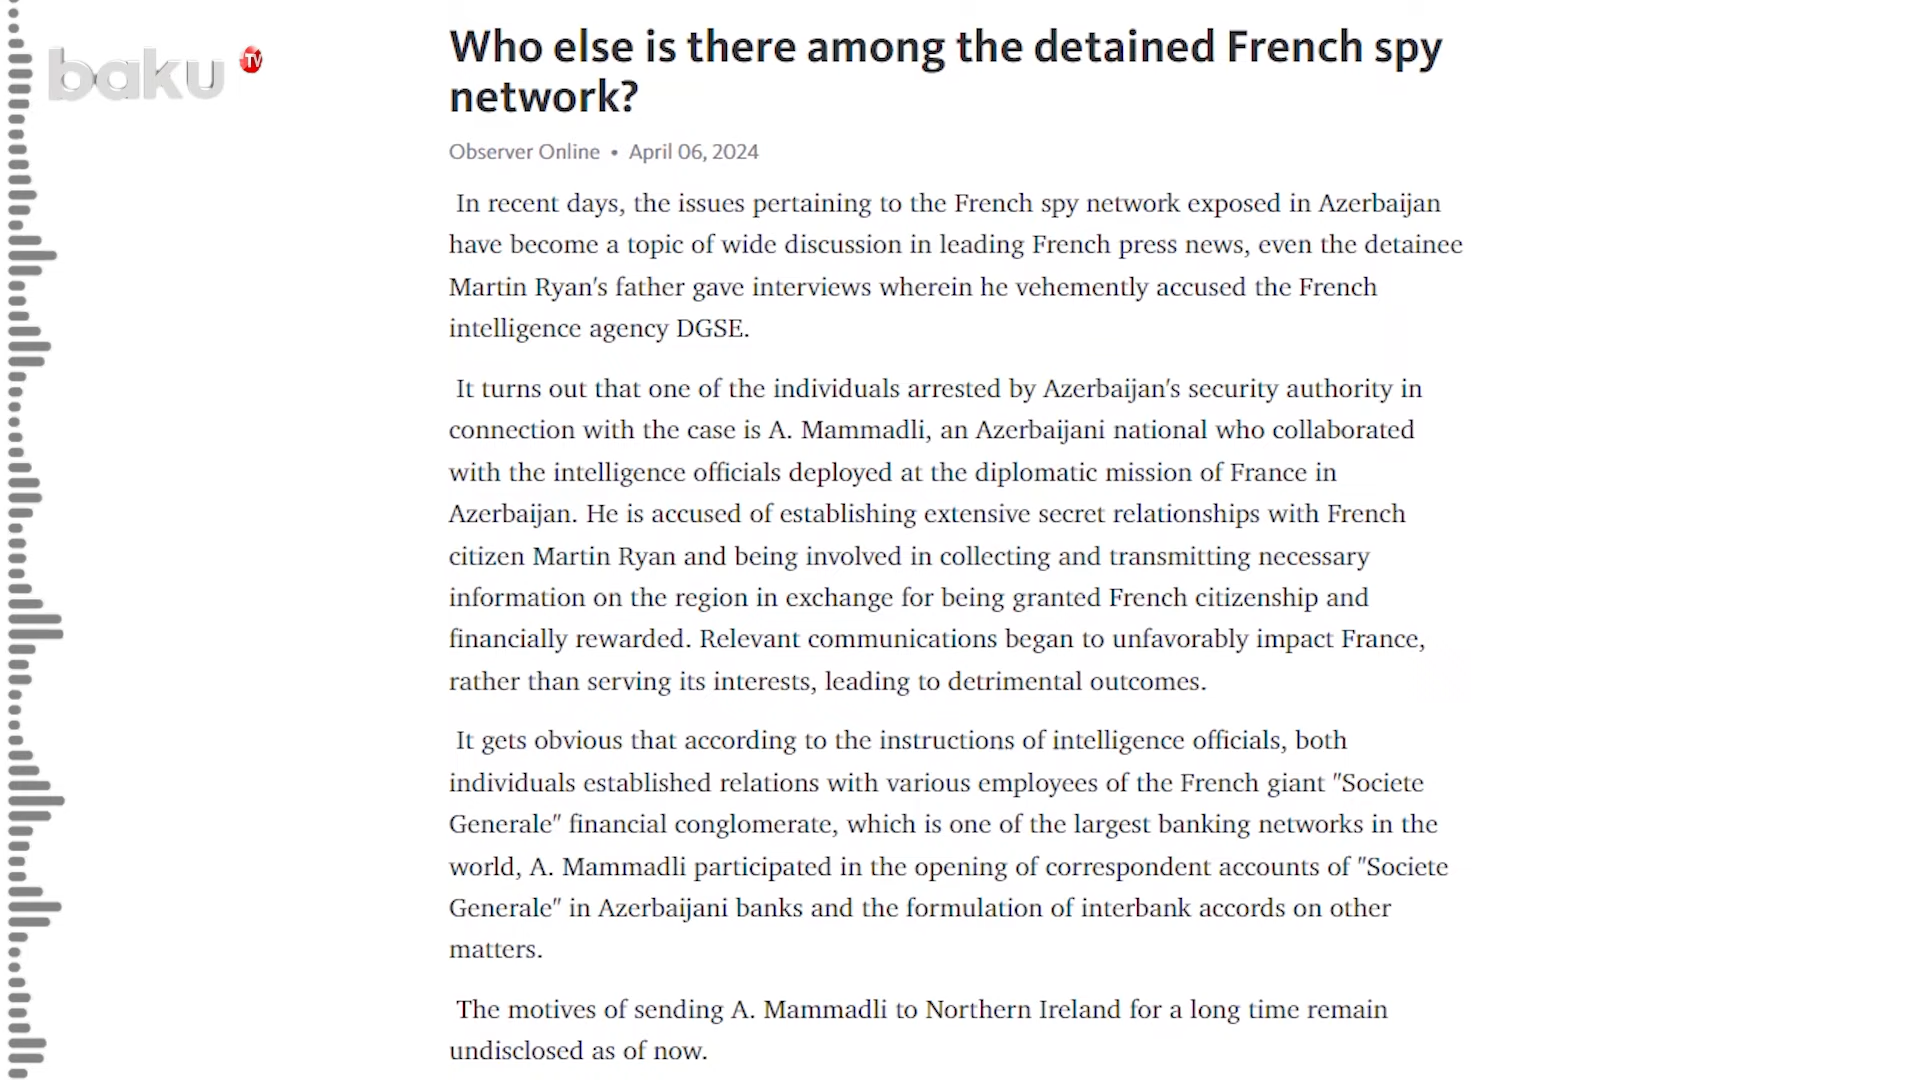 baku TV
Who else is there among the detained French spy
network?
Observer Online • April 06, 2024
In recent days, the issues pertaining to the French spy network exposed in Azerbaijan
have become a topic of wide discussion in leading French press news, even the detainee
Martin Ryan's father gave interviews wherein he vehemently accused the French
intelligence agency DGSE.
It turns out that one of the individuals arrested by Azerbaijan's security authority in
connection with the case is A. Mammadli, an Azerbaijani national who collaborated
with the intelligence officials deployed at the diplomatic mission of France in
Azerbaijan. He is accused of establishing extensive secret relationships with French
citizen Martin Ryan and being involved in collecting and transmitting necessary
information on the region in exchange for being granted French citizenship and
financially rewarded. Relevant communications began to unfavorably impact France,
rather than serving its interests, leading to detrimental outcomes.
It gets obvious that according to the instructions of intelligence officials, both
individuals established relations with various employees of the French giant "Societe
Generale" financial conglomerate, which is one of the largest banking networks in the
world, A. Mammadli participated in the opening of correspondent accounts of "Societe
Generale" in Azerbaijani banks and the formulation of interbank accords on other
matters.
The motives of sending A. Mammadli to Northern Ireland for a long time remain
undisclosed as of now.